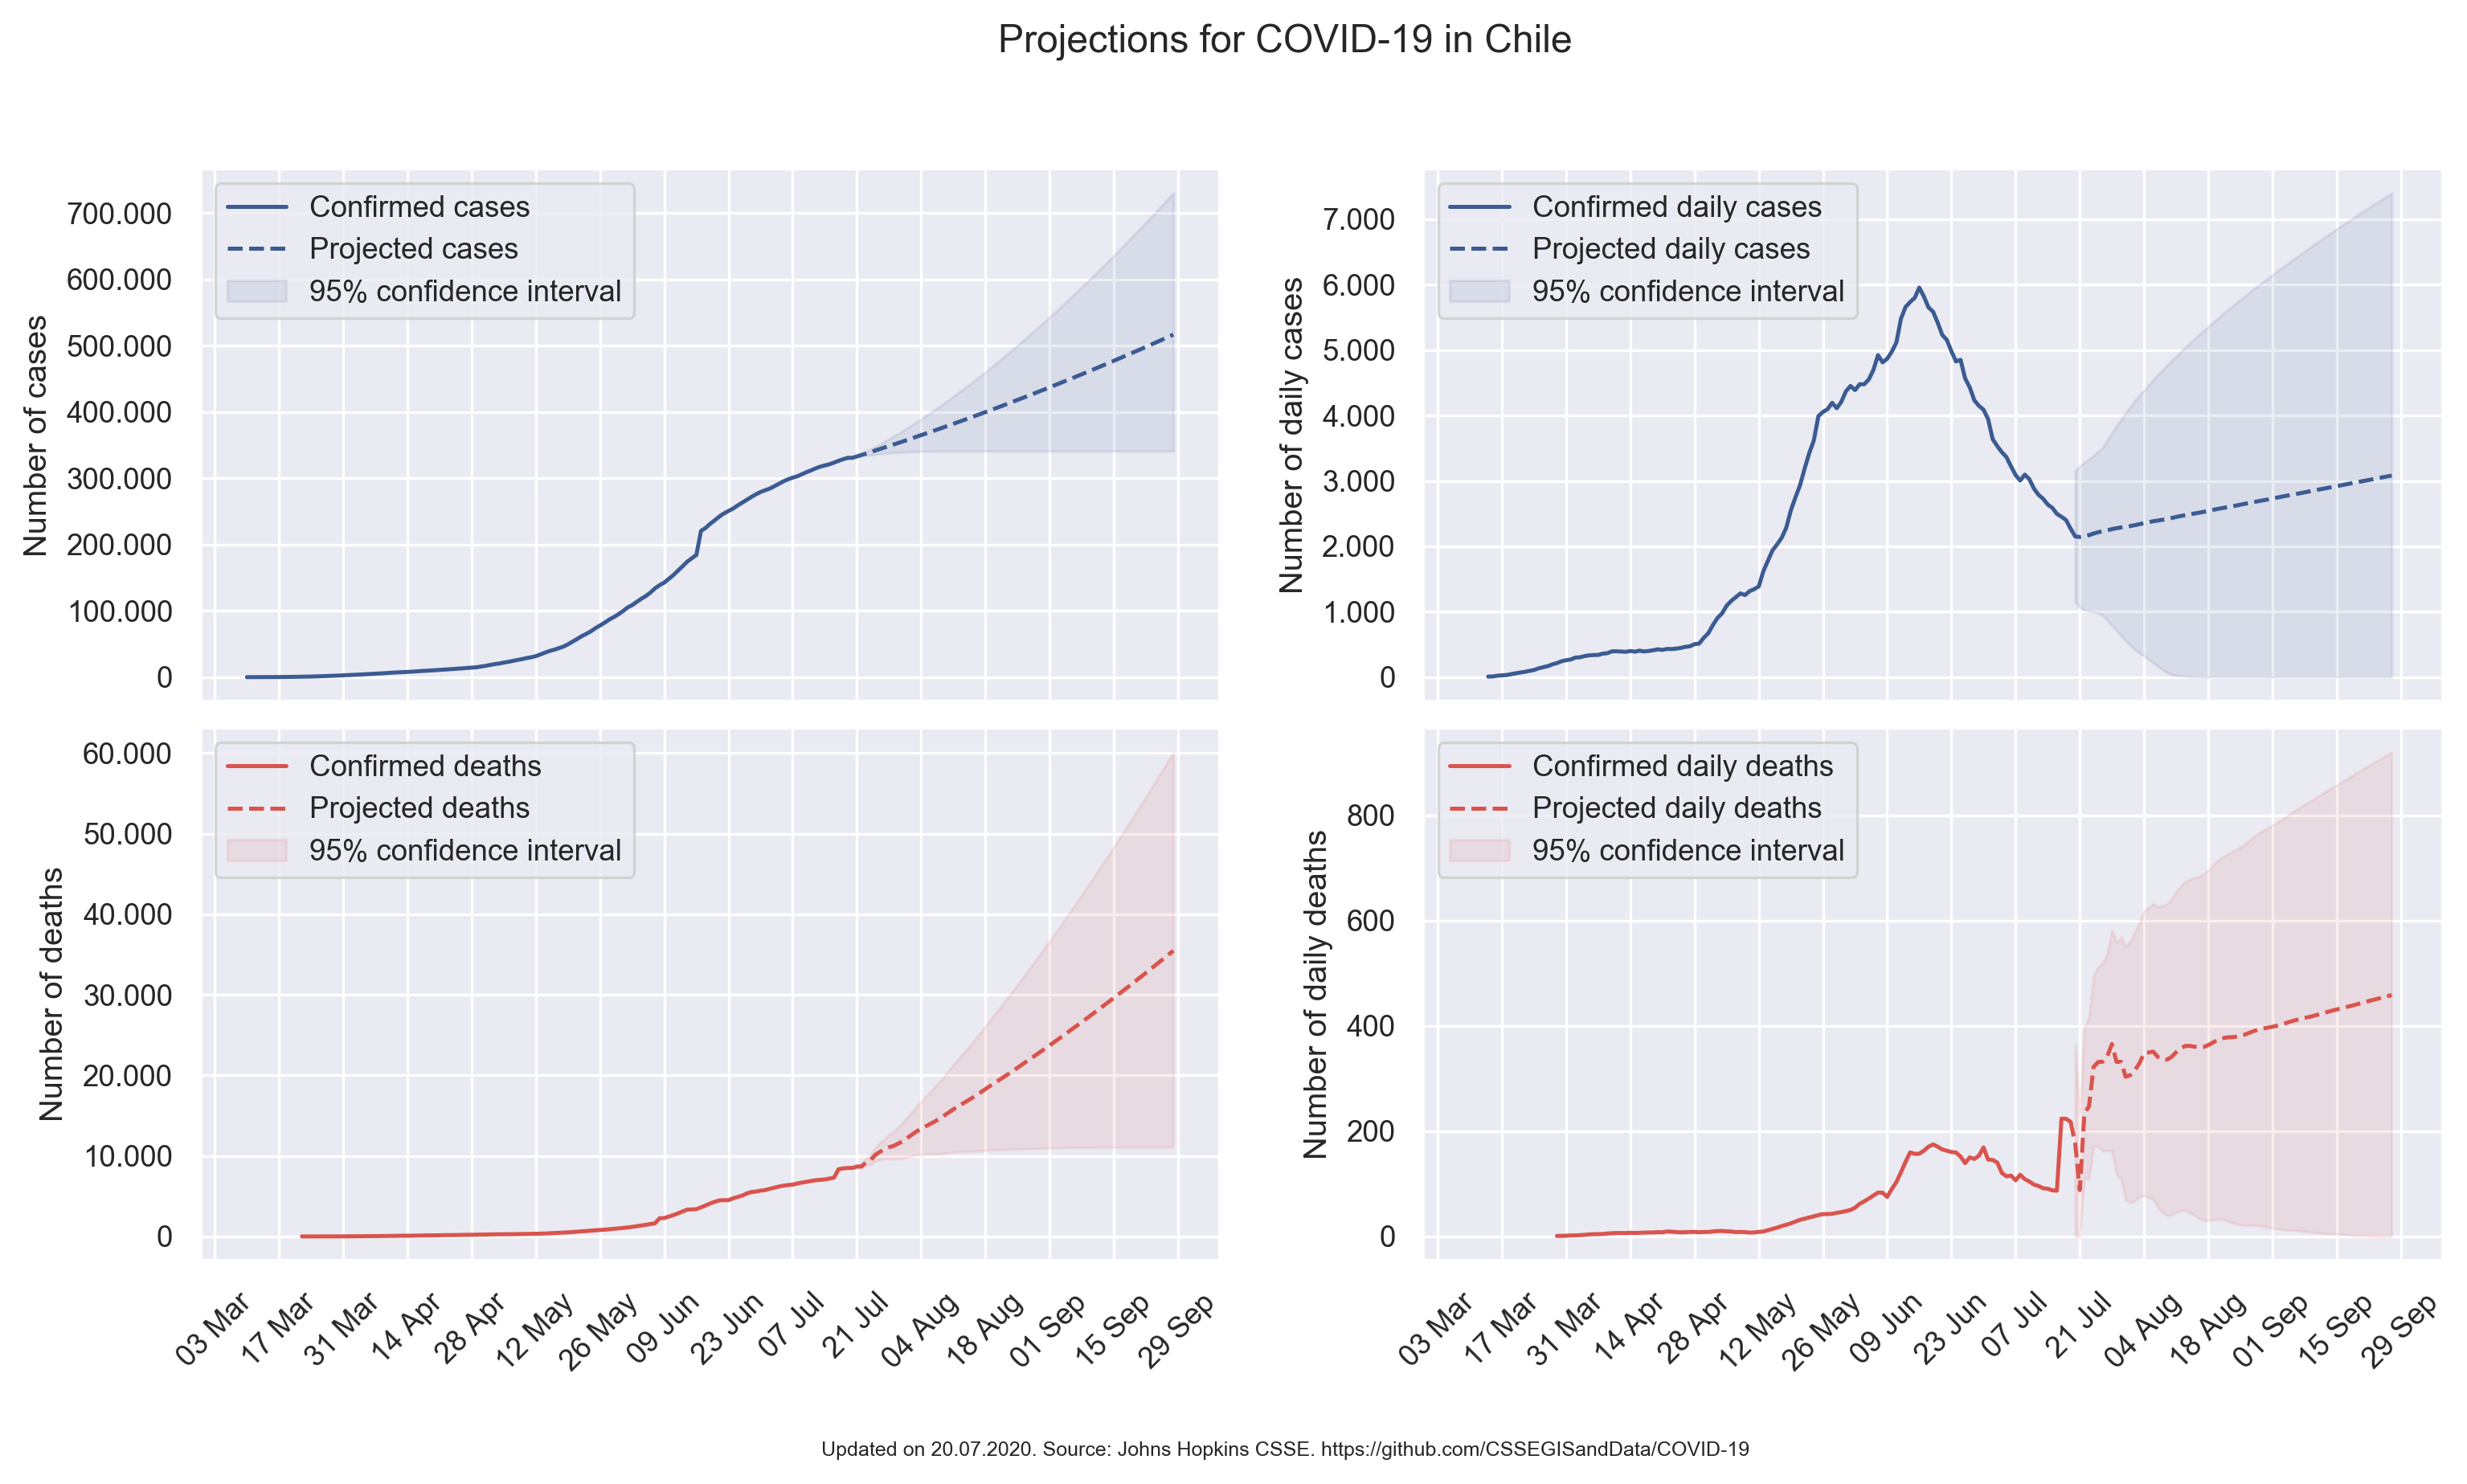 Projections for COVID-19 in Chile
Number of cases
700.000
600.000
500.000
400.000
300.000
200.000
100.000
0
Confirmed cases
Projected cases
95% confidence interval
Number of daily cases
7.000
6.000
5.000
4.000
3.000
2.000
1.000
0
Confirmed daily cases
Projected daily cases
95% confidence interval
Number of deaths
60.000
50.000
40.000
30.000
20.000
10.000
0
Confirmed deaths
Projected deaths
95% confidence interval
03 Mar
17 Mar
31 Mar
14 Apr
28 Apr
12 May
26 May
09 Jun
23 Jun
07 Jul
21 Jul
04 Aug
18 Aug
01 Sep
15 Sep
29 Sep
Number of daily deaths
800
600
400
200
0
Confirmed daily deaths
Projected daily deaths
95% confidence interval
03 Mar
17 Mar
31 Mar
14 Apr
28 Apr
12 May
26 May
09 Jun
23 Jun
07 Jul
21 Jul
04 Aug
18 Aug
01 Sep
15 Sep
29 Sep
Updated on 20.07.2020. Source: Johns Hopkins CSSE. https://github.com/CSSEGISandData/COVID-19